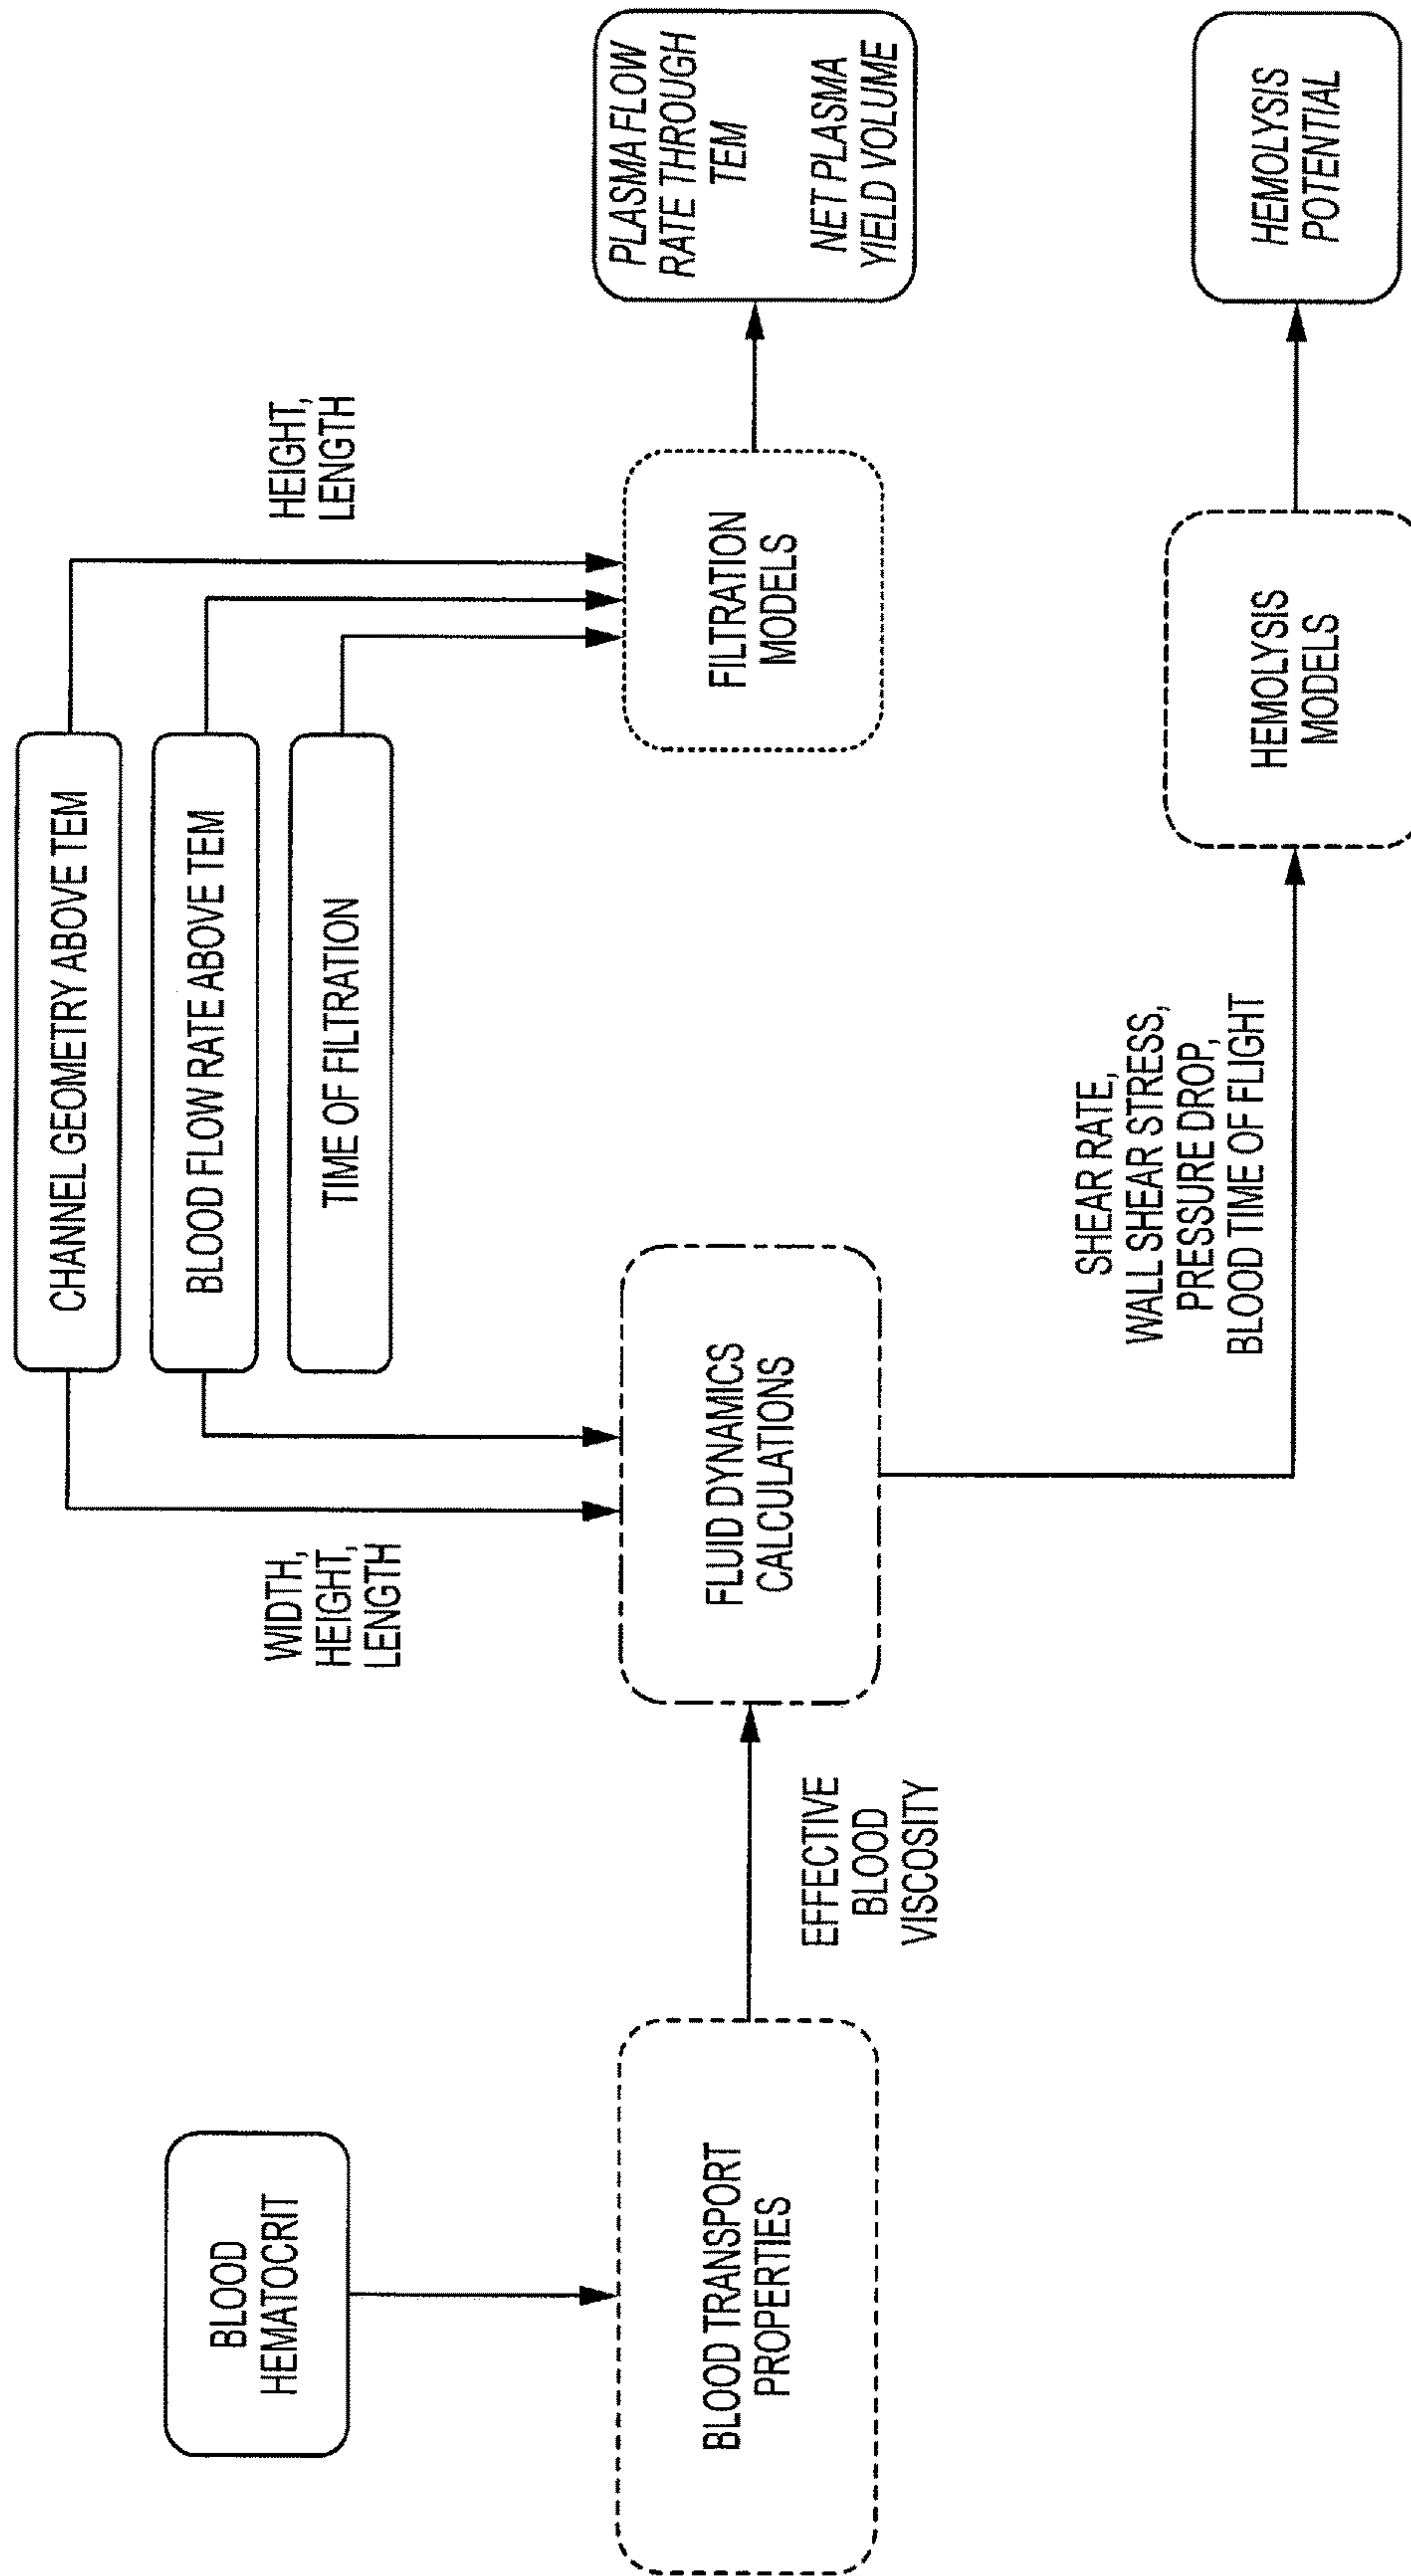 CHANNEL GEOMETRY ABOVE TEM
BLOOD FLOW RATE ABOVE TEM
TIME OF FILTRATION
BLOOD
HEMATOCRIT
WIDTH,
HEIGHT,
LENGTH
HEIGHT,
LENGTH
BLOOD TRANSPORT
PROPERTIES
EFFECTIVE
BLOOD
VISCOSITY
FLUID DYNAMICS
CALCULATIONS
FILTRATION
MODELS
PLASMA FLOW
RATE THROUGH
TEM
NET PLASMA
YIELD VOLUME
SHEAR RATE,
WALL SHEAR STRESS,
PRESSURE DROP,
BLOOD TIME OF FLIGHT
HEMOLYSIS
MODELS
HEMOLYSIS
POTENTIAL